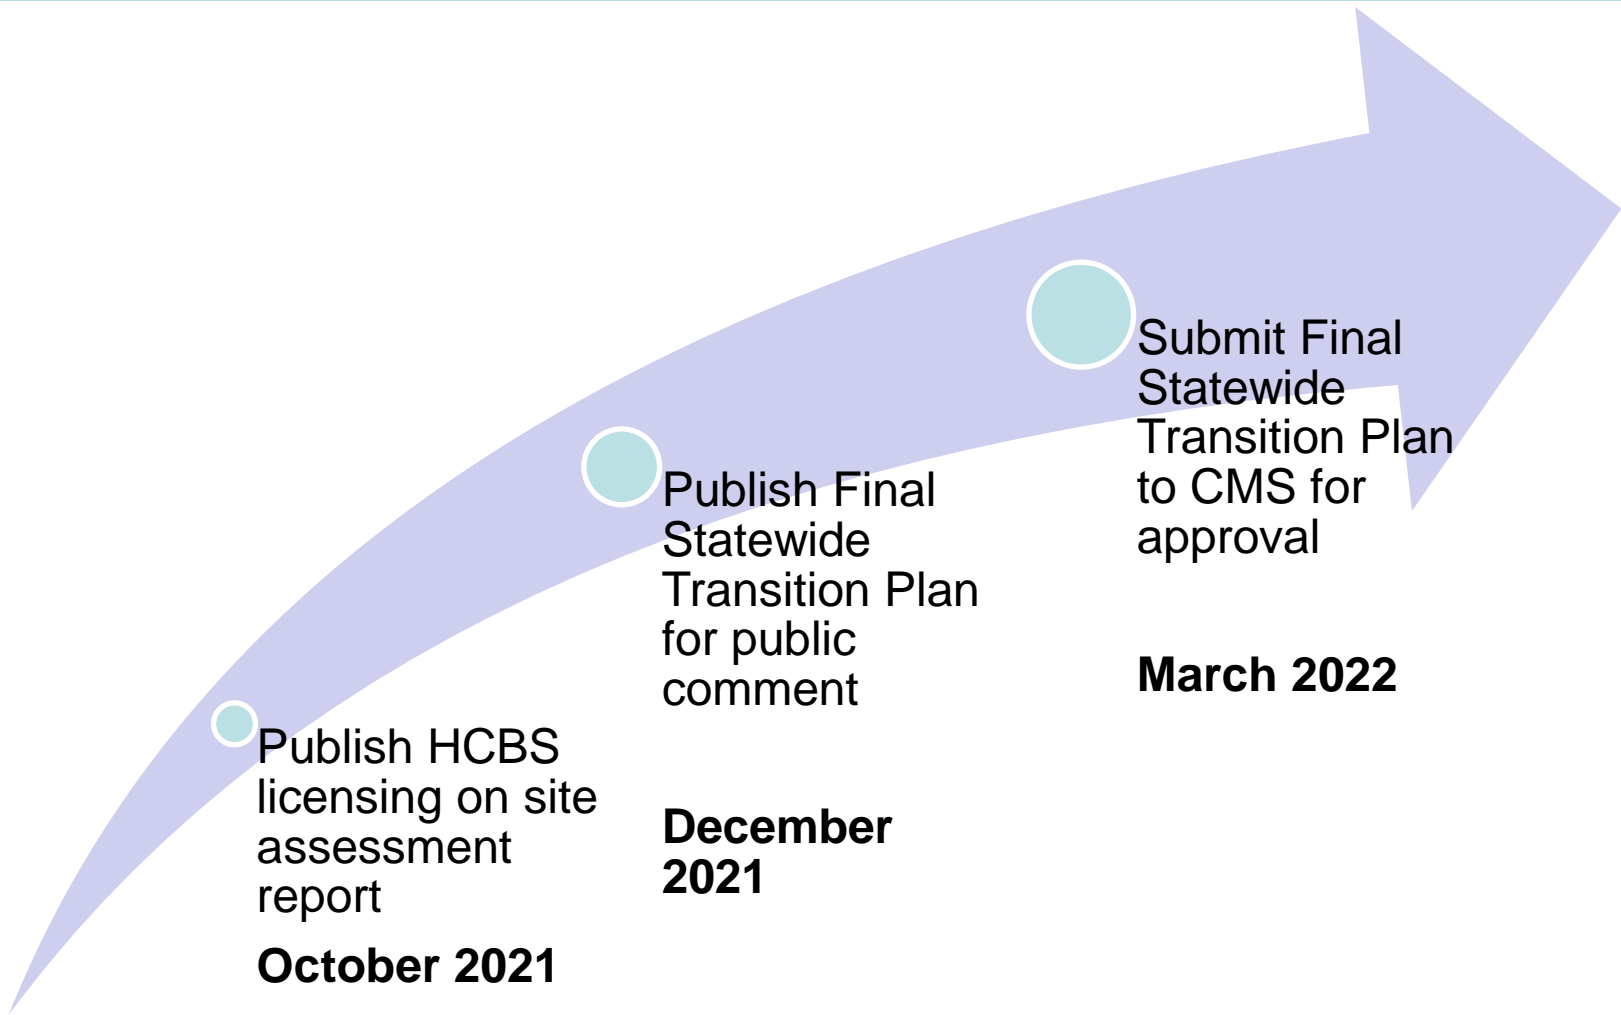 Publish HCBS
licensing on site
assessment
report
October 2021
Publish Final
Statewide
Transition Plan
for public
comment
December
2021
Submit Final
Statewide
Transition Plan
to CMS for
approval
March 2022